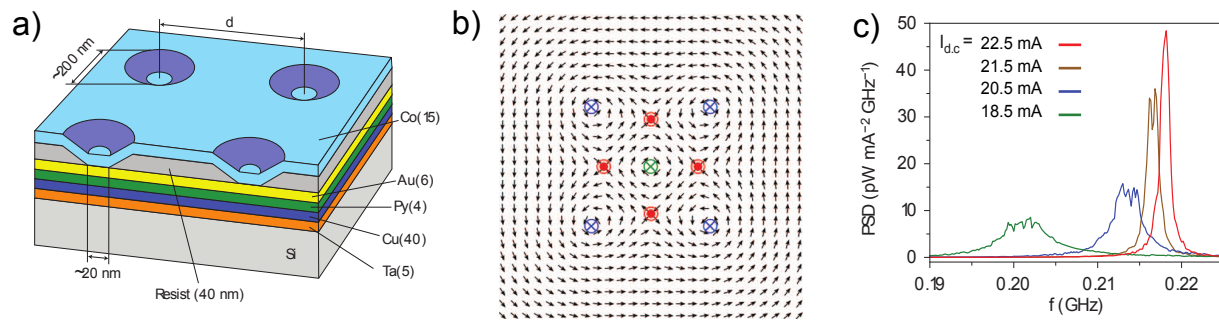 a)
d
~200 nm
Co(15)
Au(6)
Py(4)
Cu(40)
Ta(5)
Si
~20 nm
Resist (40 nm)
b)
c)
PSD (pW mA⁻² GHz⁻¹)
50
40
30
20
10
0
I d.c = 22.5 mA
21.5 mA
20.5 mA
18.5 mA
0.19 0.20 0.21 0.22
f (GHz)